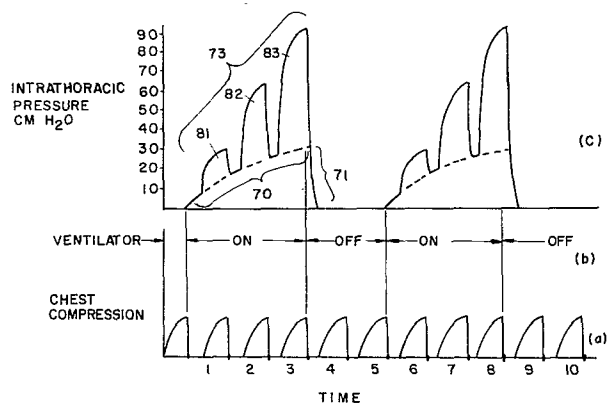 90
80
73
83
70
INTRATHORACIC
PRESSURE
CM H2O
60
82
50
40
81
30
20
10
70
71
(C)
VENTILATOR
ON
OFF
ON
OFF
(b)
CHEST
COMPRESSION
(a)
1 2 3 4 5 6 7 8 9 10
TIME